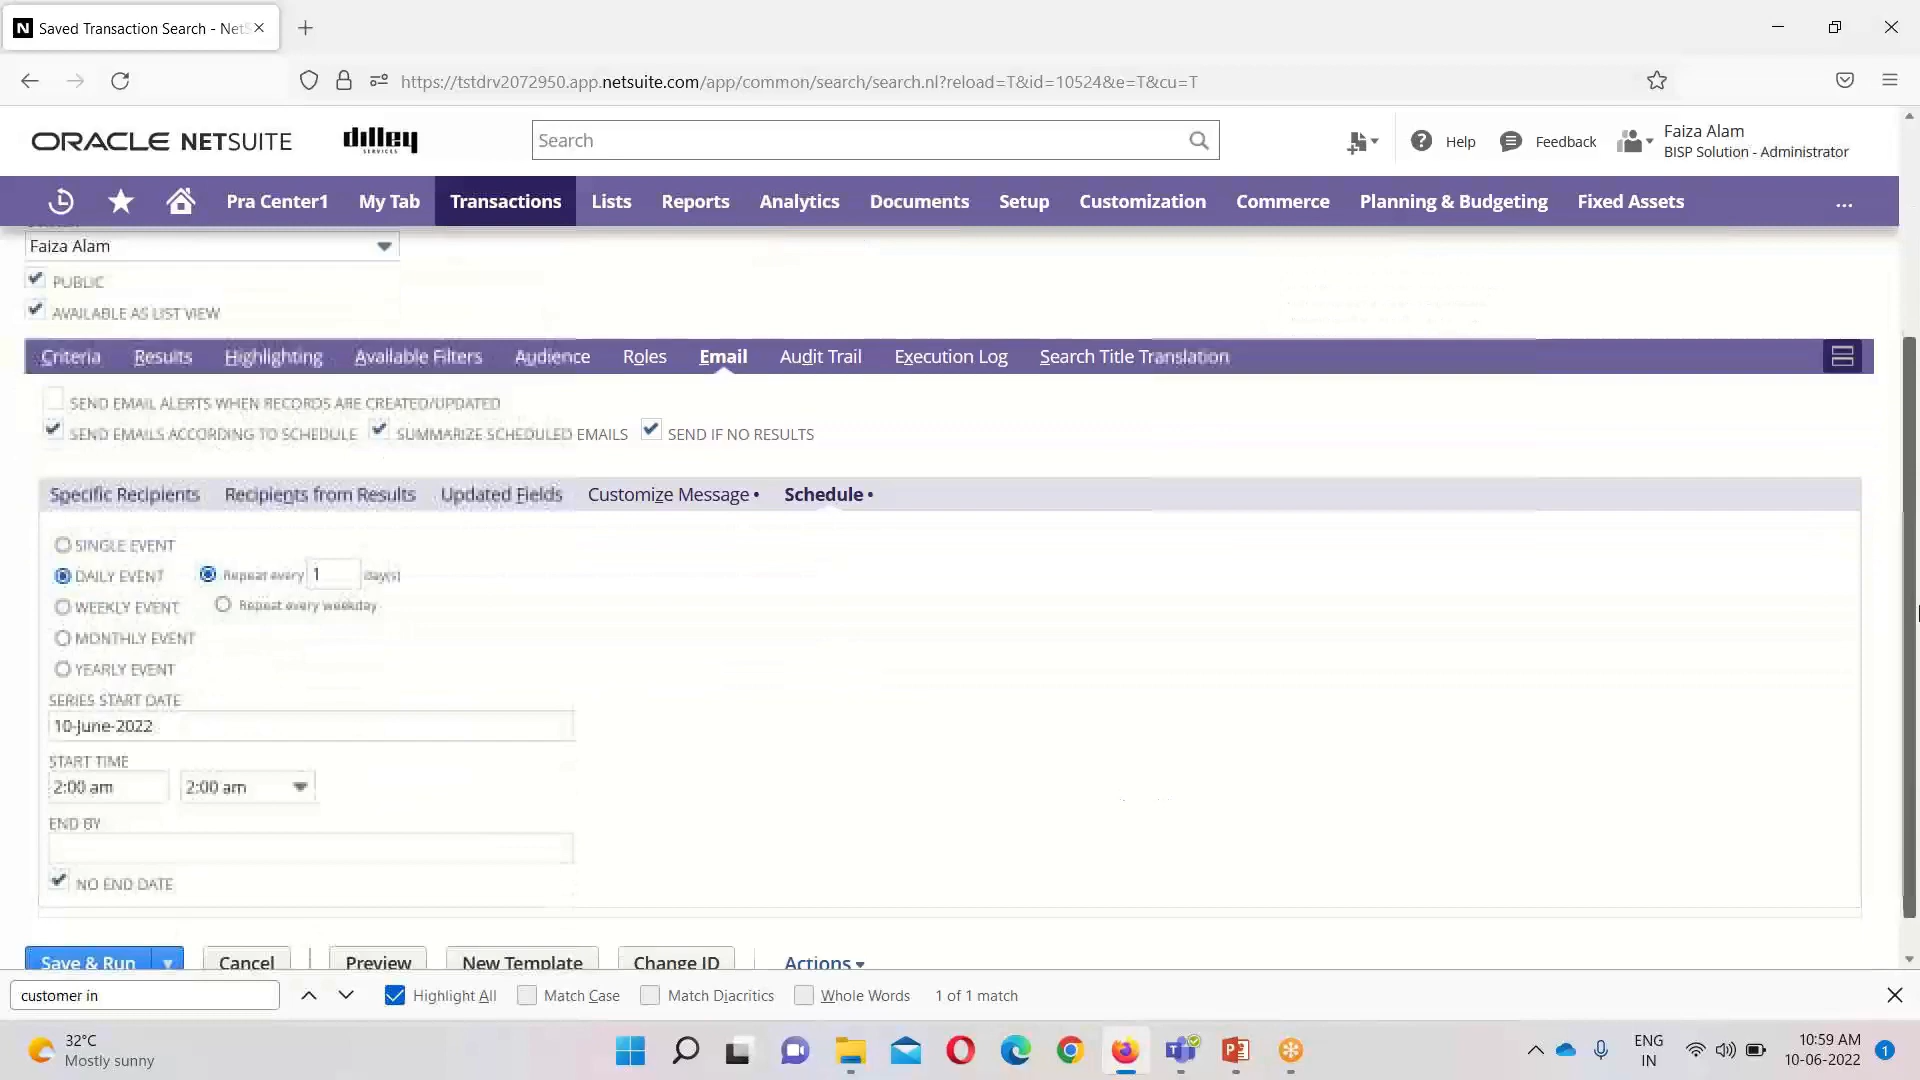 N Saved Transaction Search - NetS
https://tstdrv2072950.app.netsuite.com/app/common/search/search.nl?reload=T&id=10524&e=T&cu=T
ORACLE NETSUITE
dilley
SERVICES
Search
Help
Feedback
Faiza Alam
BISP Solution - Administrator
Pra Center1 My Tab Transactions Lists Reports Analytics Documents Setup Customization Commerce Planning & Budgeting Fixed Assets ...
Faiza Alam
PUBLIC
AVAILABLE AS LIST VIEW
Criteria Results Highlighting Available Filters Audience Roles Email Audit Trail Execution Log Search Title Translation
SEND EMAIL ALERTS WHEN RECORDS ARE CREATED/UPDATED
SEND EMAILS ACCORDING TO SCHEDULE SUMMARIZE SCHEDULED EMAILS SEND IF NO RESULTS
Specific Recipients Recipients from Results Updated Fields Customize Message • Schedule •
SINGLE EVENT
DAILY EVENT Repeat every 1 day(s)
WEEKLY EVENT Repeat every weekday
MONTHLY EVENT
YEARLY EVENT
SERIES START DATE
10-June-2022
START TIME
2:00 am 2:00 am
END BY
NO END DATE
Save & Run Cancel Preview New Template Change ID Actions
customer in Highlight All Match Case Match Diacritics Whole Words 1 of 1 match
32°C
Mostly sunny
ENG
IN
10:59 AM
10-06-2022
1